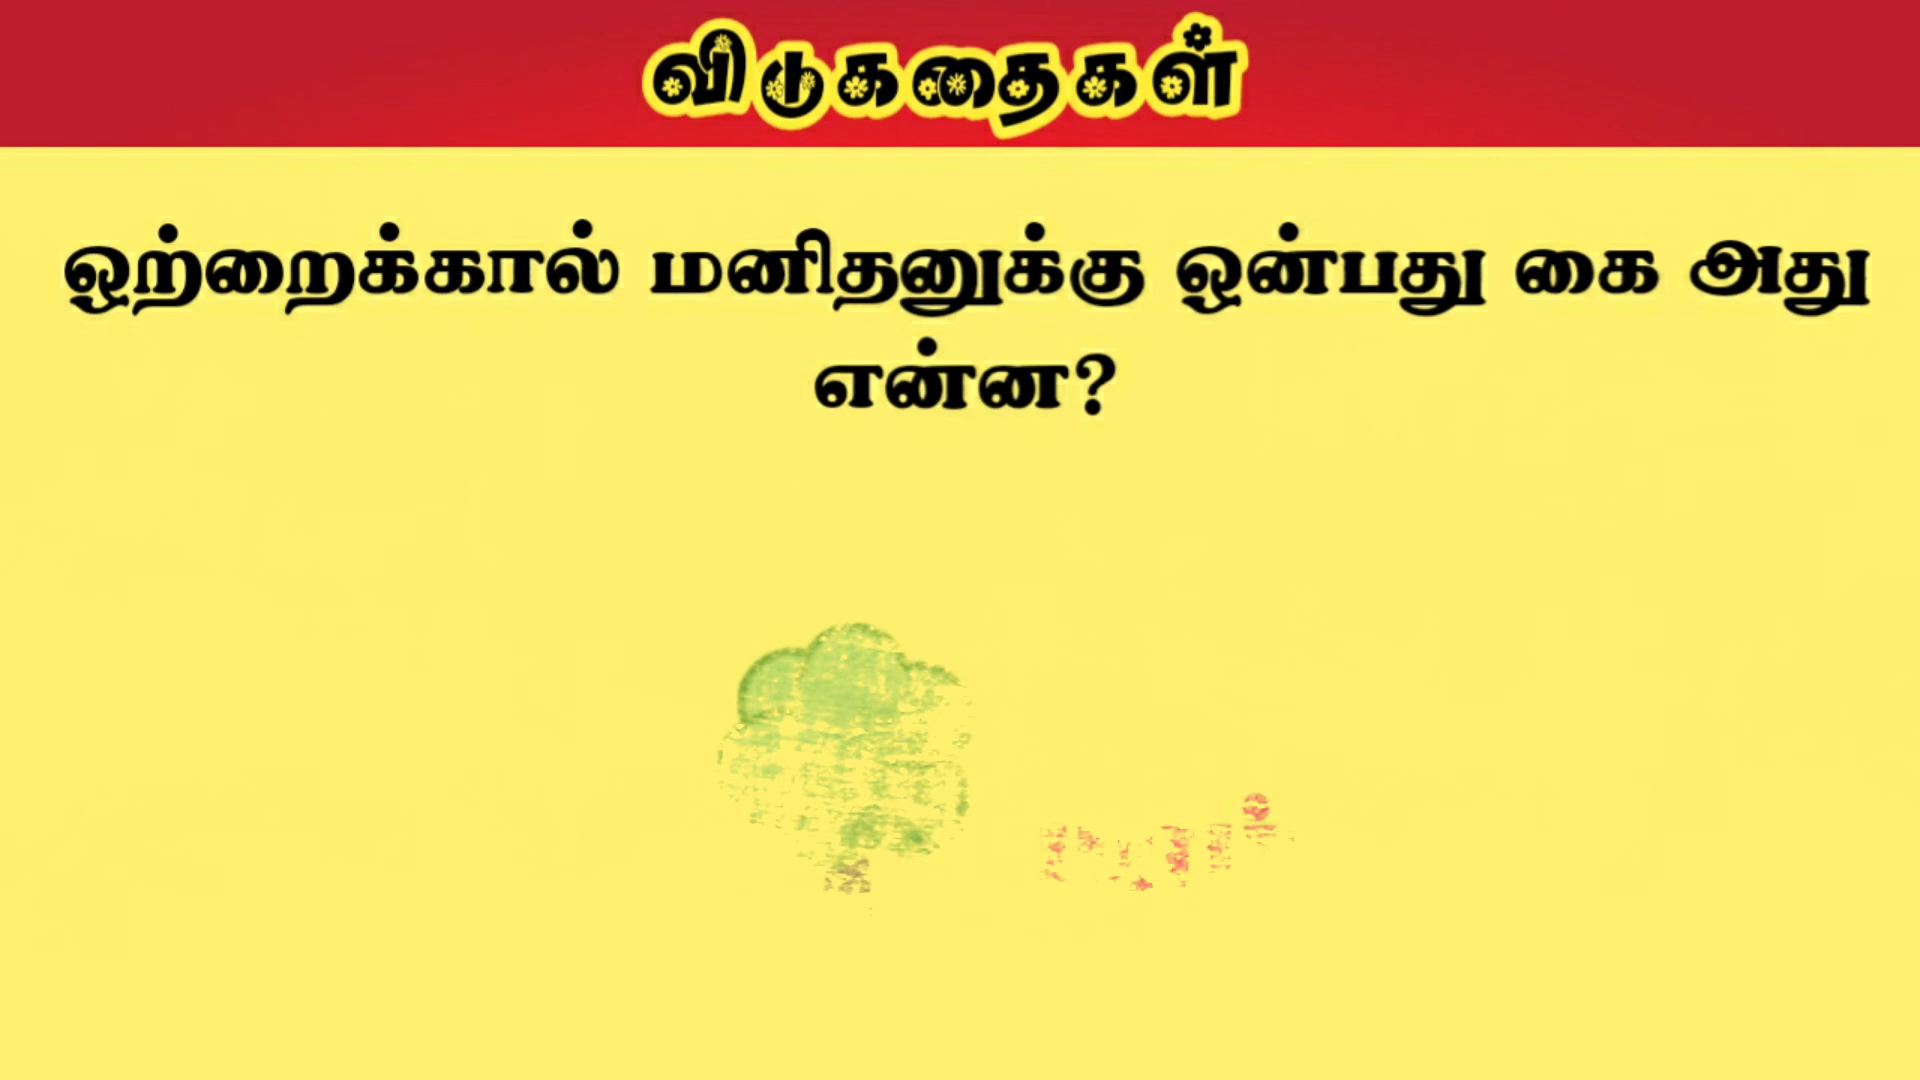 விடுகதைகள்
ஒற்றைக்கால் மனிதனுக்கு ஒன்பது கை அது
என்ன?